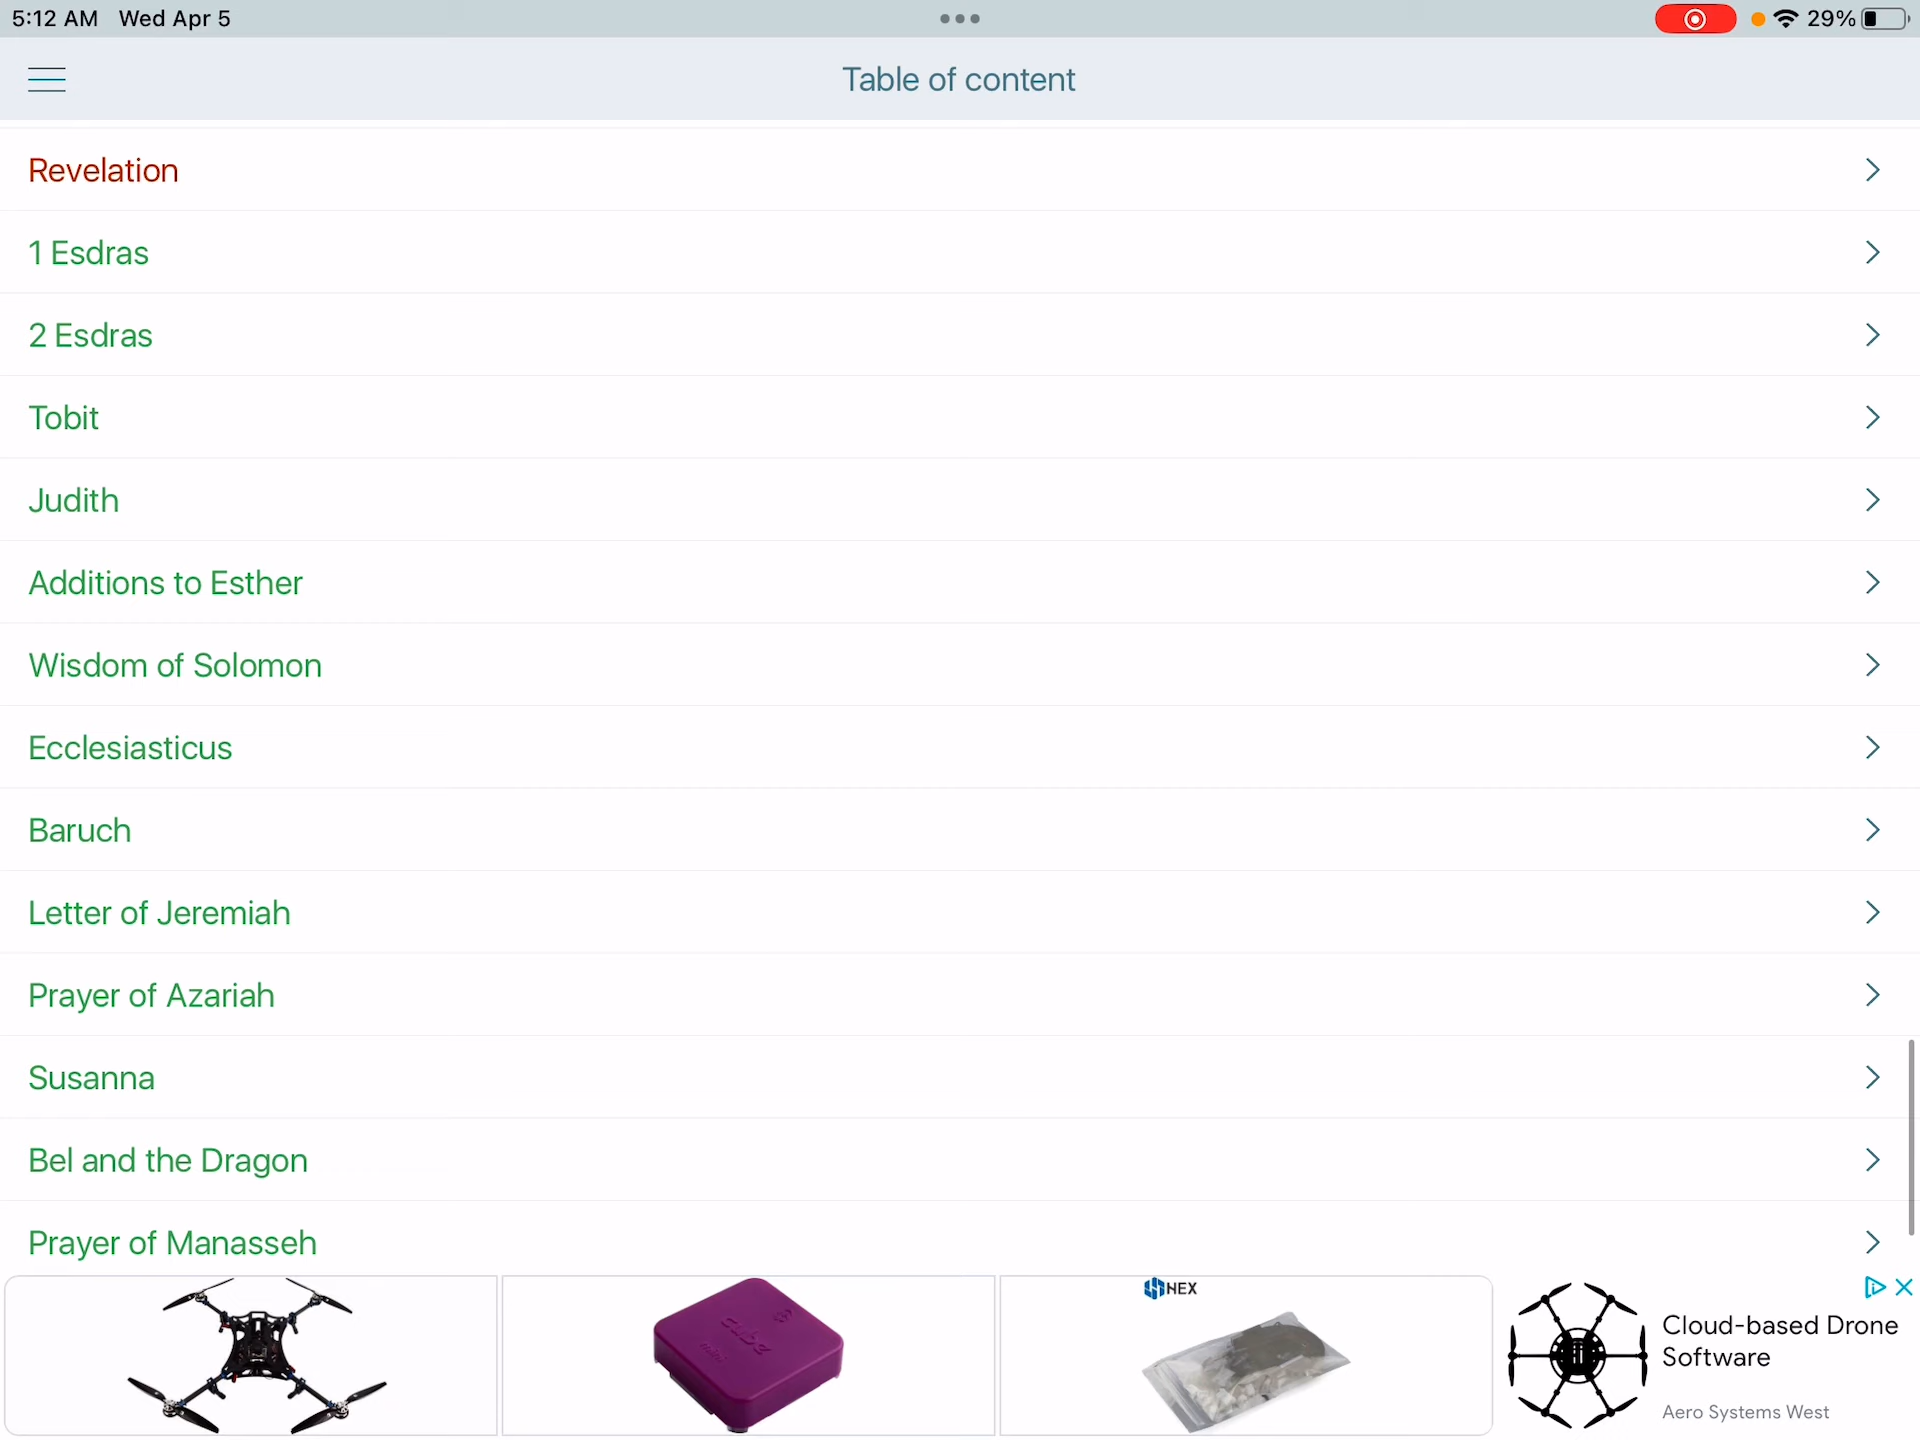 5:12 AM Wed Apr 5
29%
Table of content
Revelation
1 Esdras
2 Esdras
Tobit
Judith
Additions to Esther
Wisdom of Solomon
Ecclesiasticus
Baruch
Letter of Jeremiah
Prayer of Azariah
Susanna
Bel and the Dragon
Prayer of Manasseh
cube
mini
HEX
Cloud-based Drone
Software
Aero Systems West